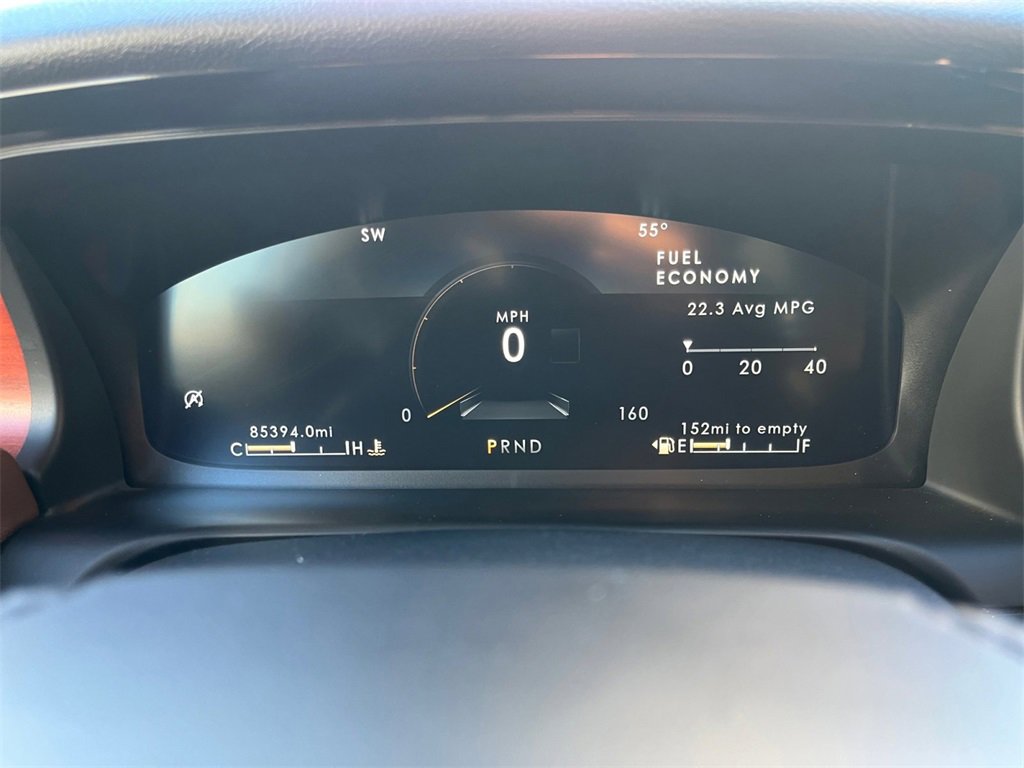 SW
55°
FUEL
ECONOMY
22.3 Avg MPG
0 20 40
MPH
0
0
160
85394.0mi
C H
PRND
152mi to empty
E F